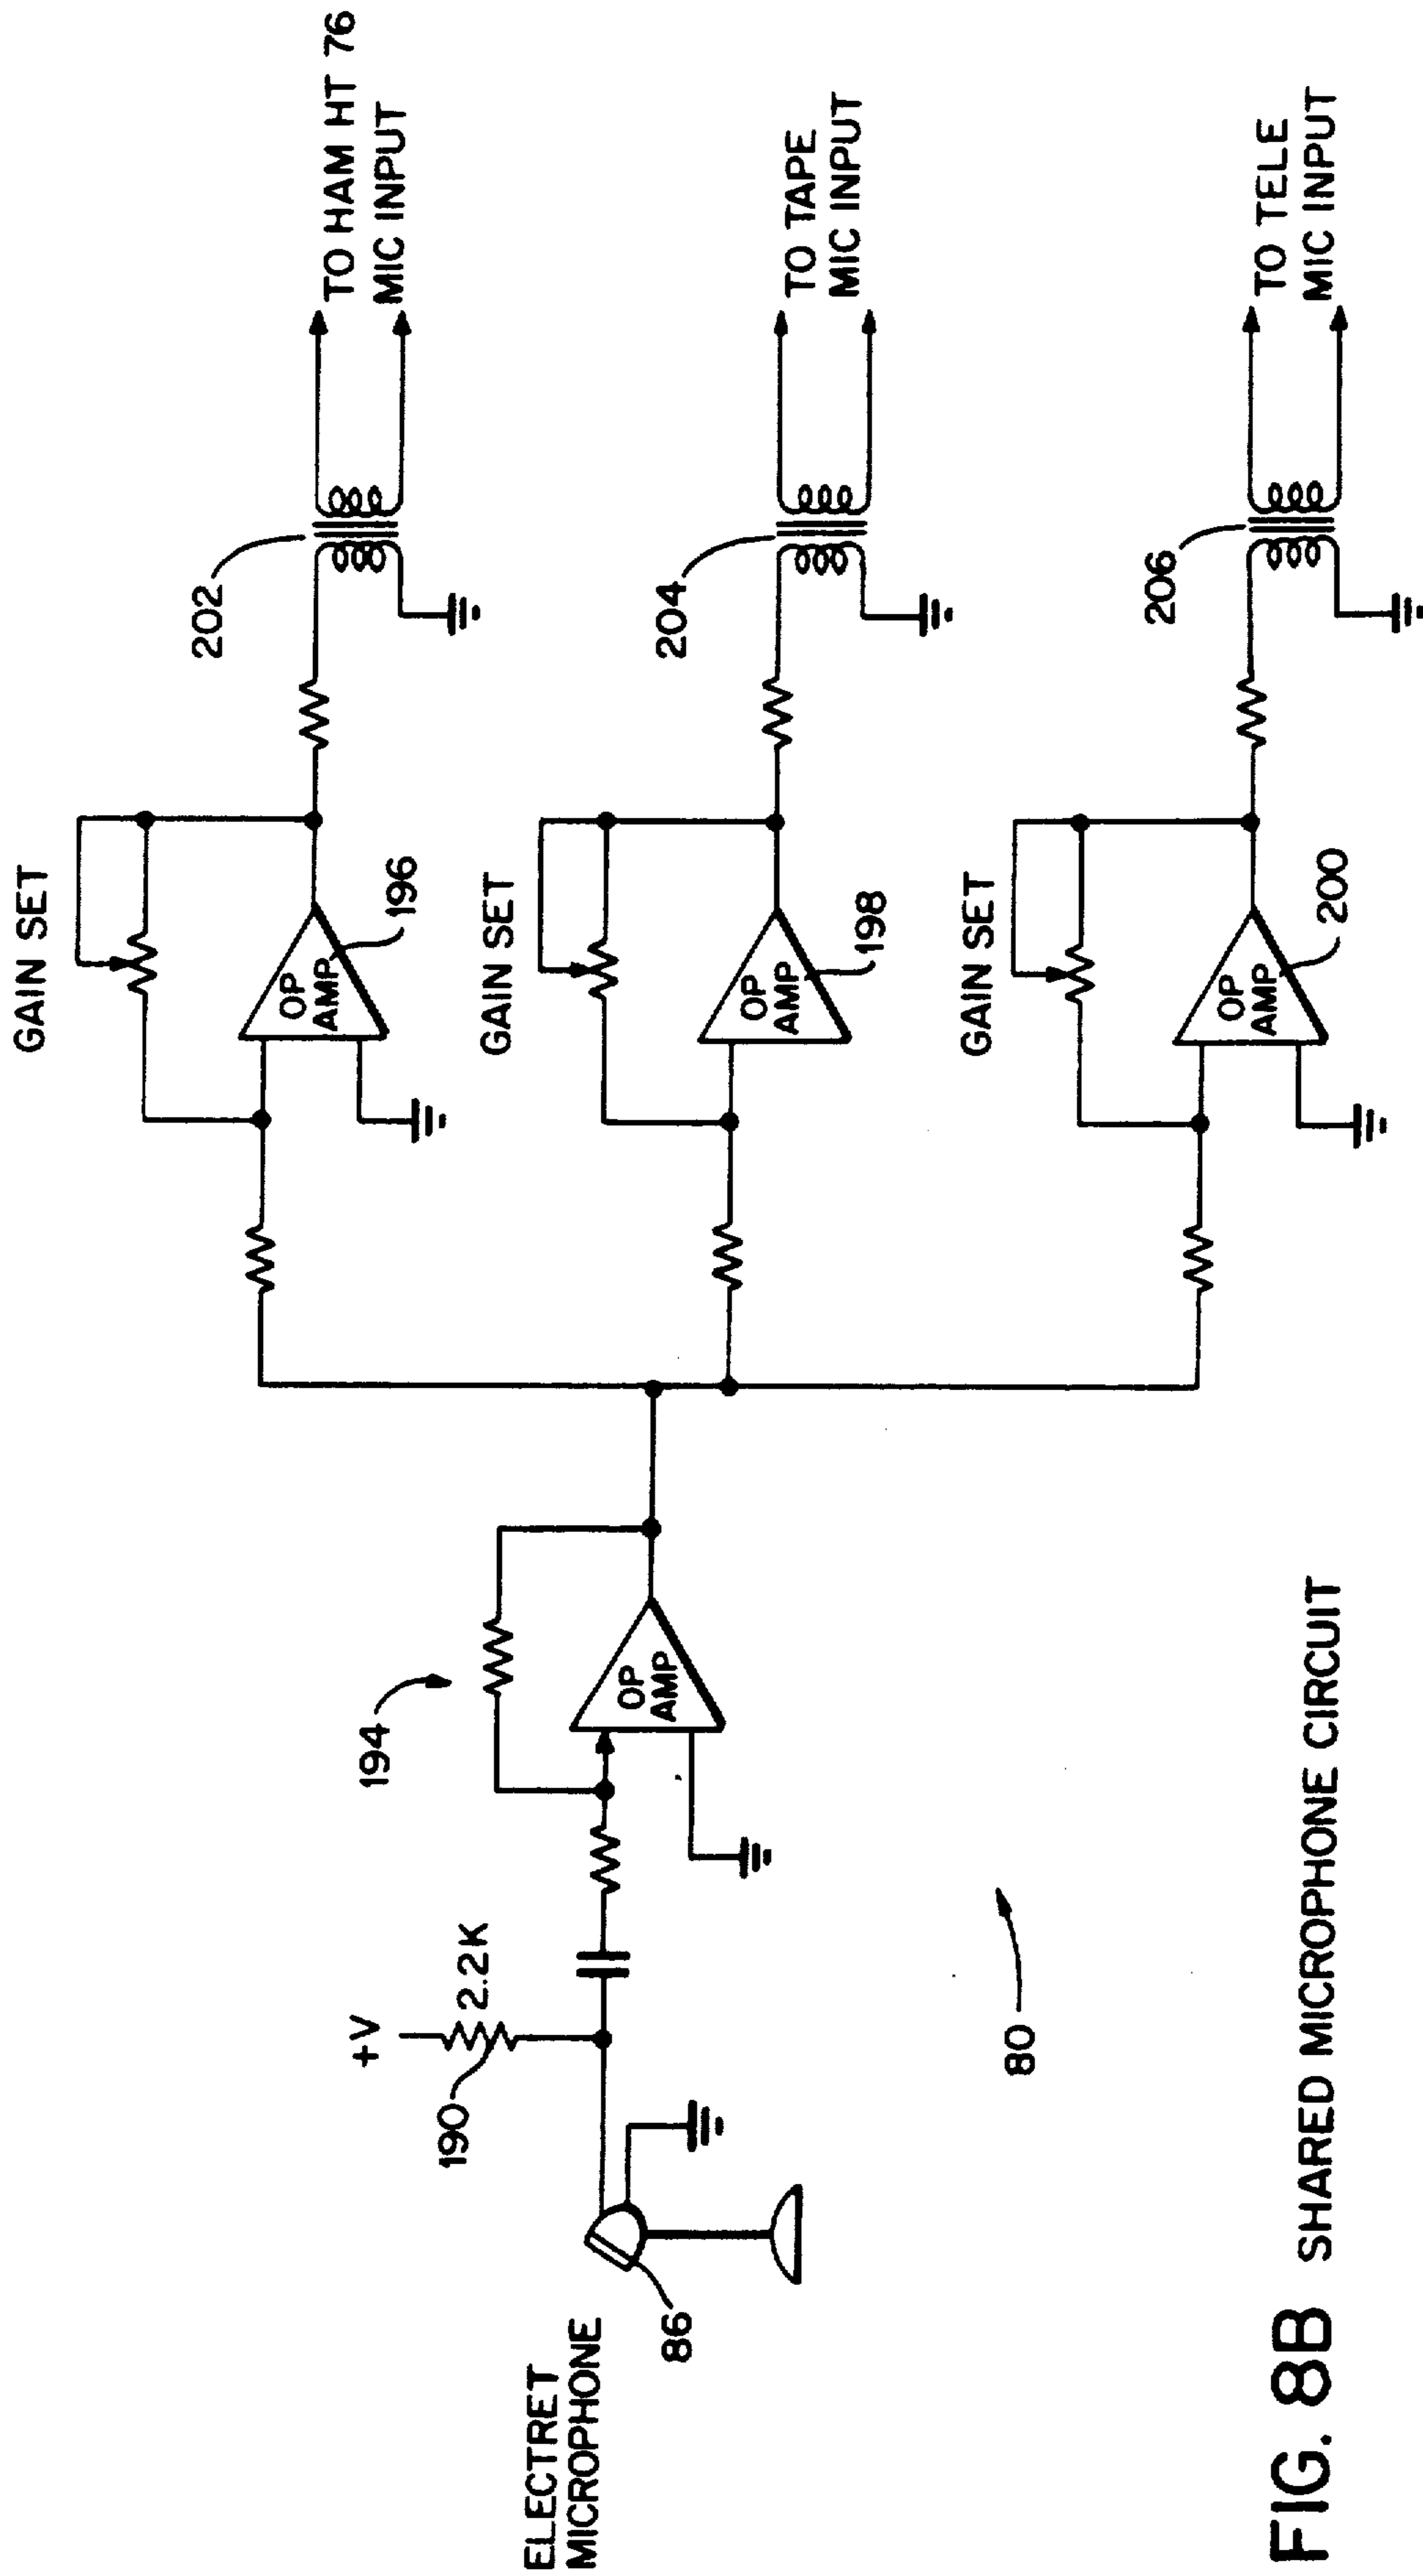 GAIN SET
202
TO HAM HT 76
MIC INPUT
OP
AMP
196
GAIN SET
204
TO TAPE
MIC INPUT
OP
AMP
198
GAIN SET
206
TO TELE
MIC INPUT
OP
AMP
200
194
OP
AMP
+V
2.2K
190
ELECTRET
MICROPHONE
86
80
FIG. 8B SHARED MICROPHONE CIRCUIT